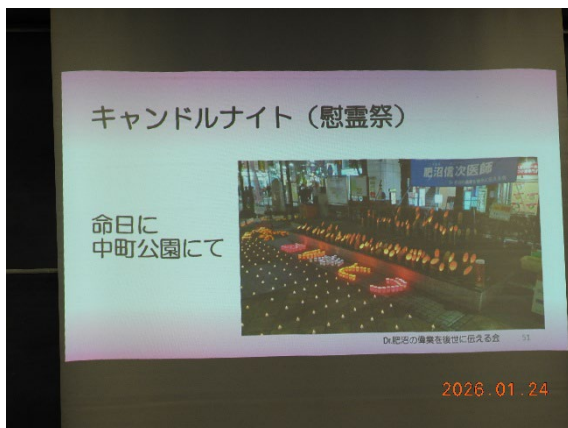 キャンドルナイト（慰霊祭）
肥沼信次医師
命日に
中町公園にて
Dr.肥沼の偉業を後世に伝える会
51
2026.01.24